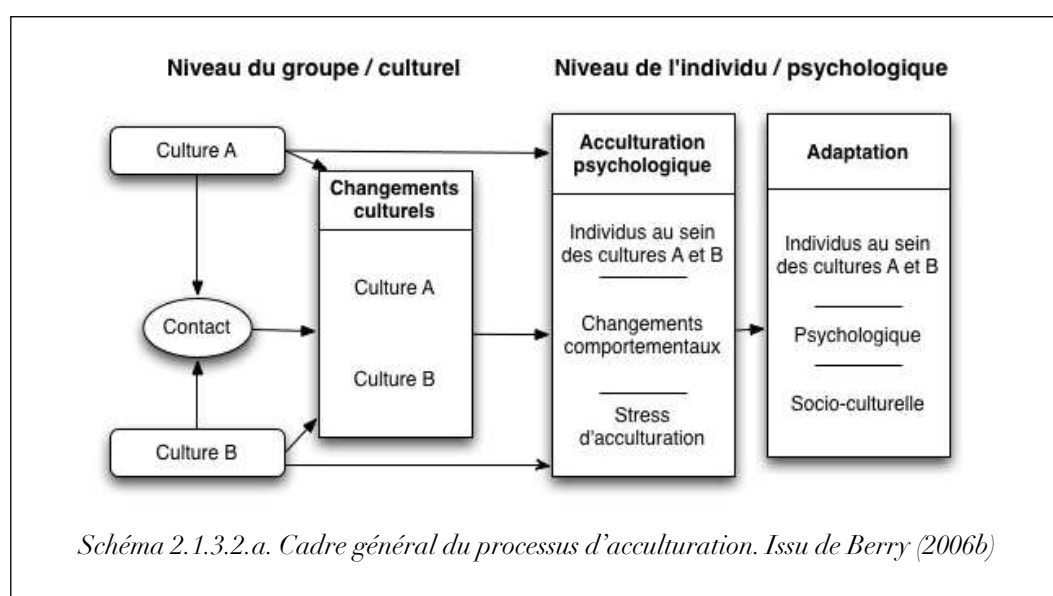 Niveau du groupe / culturel
Niveau de l'individu / psychologique
Culture A
Contact
Culture B
Changements
culturels
Culture A
Culture B
Acculturation
psychologique
Individus au sein
des cultures A et B
Changements
comportementaux
Stress
d'acculturation
Adaptation
Individus au sein
des cultures A et B
Psychologique
Socio-culturelle
Schéma 2.1.3.2.a. Cadre général du processus d’acculturation. Issu de Berry (2006b)